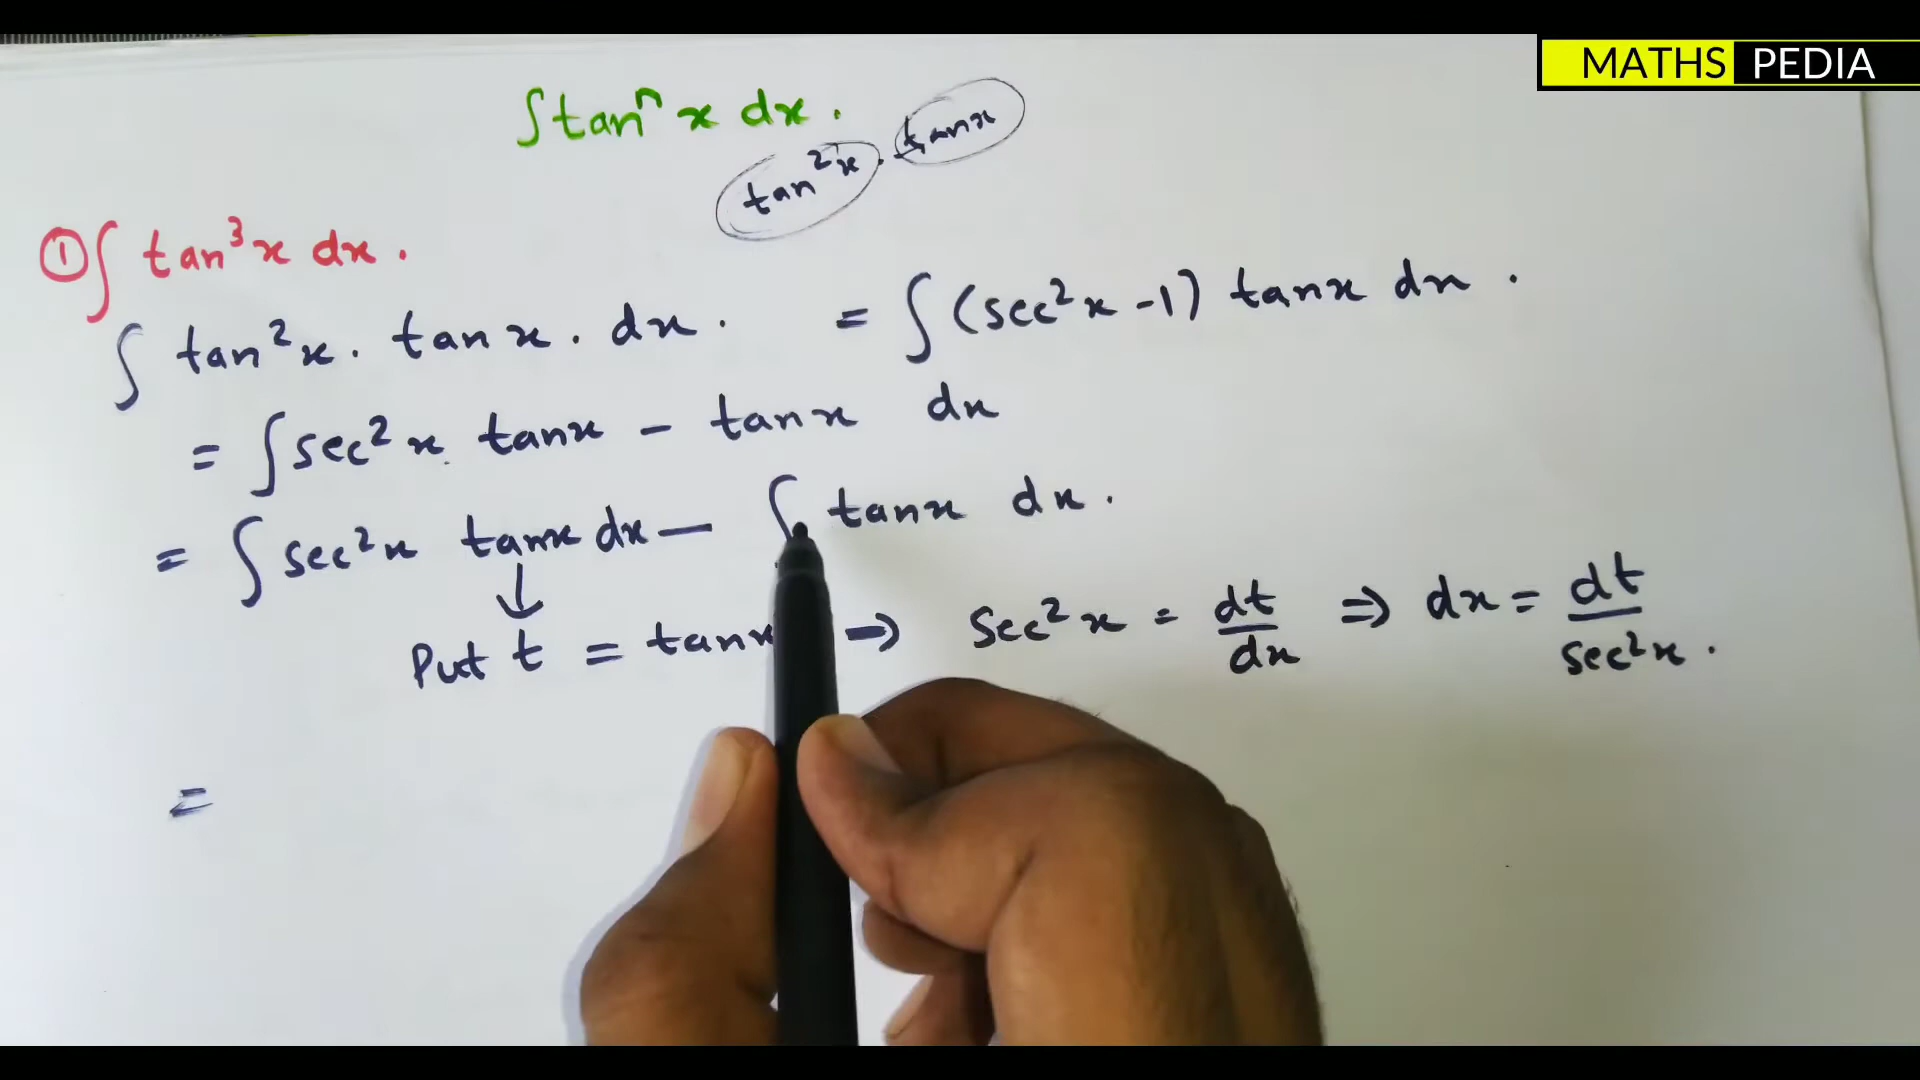 MATHS PEDIA
∫ tanⁿ x dx .
tan²x . tanx
① ∫ tan³x dx .
∫ tan²x . tanx . dx . = ∫ (sec²x -1) tanx dx .
= ∫ sec²x tanx - tanx dx
= ∫ sec²x tanx dx - ∫ tanx dx .
↓
Put t = tanx ⇒ Sec²x = dt/dx ⇒ dx = dt/sec²x .
=